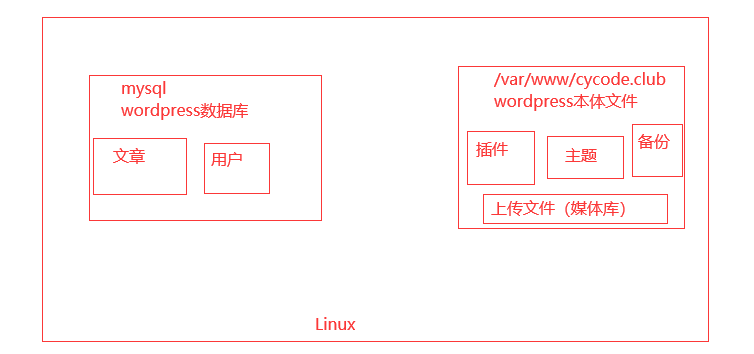 mysql
wordpress数据库
文章
用户
/var/www/cycode.club
wordpress本体文件
插件
主题
备份
上传文件（媒体库）
Linux